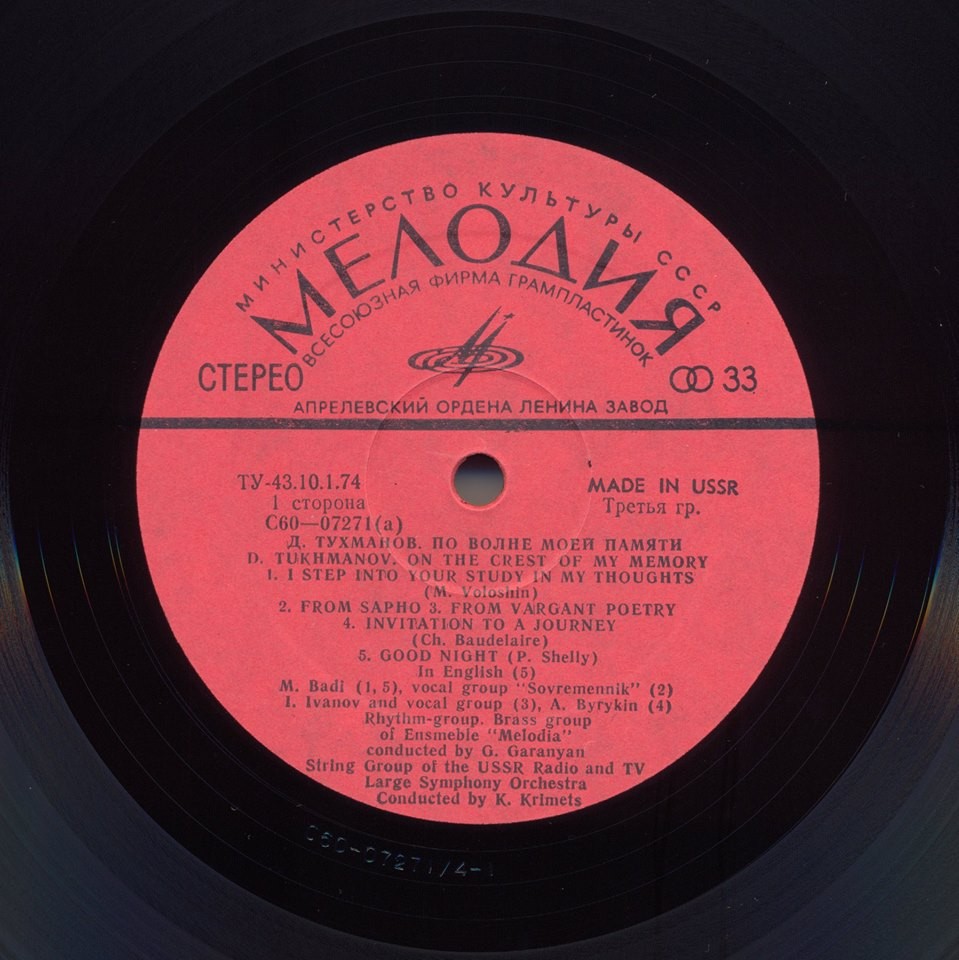 МИНИСТЕРСТВО КУЛЬТУРЫ СССР
МЕЛОДИЯ
ВСЕСОЮЗНАЯ ФИРМА ГРАМПЛАСТИНОК
СТЕРЕО 33
АПРЕЛЕВСКИЙ ОРДЕНА ЛЕНИНА ЗАВОД
ТУ-43.10.1.74 MADE IN USSR
1 сторона Третья гр.
С60—07271(а)
Д. ТУХМАНОВ. ПО ВОЛНЕ МОЕЙ ПАМЯТИ
D. TUKHMANOV. ON THE CREST OF MY MEMORY
1. I STEP INTO YOUR STUDY IN MY THOUGHTS
(M. Voloshin)
2. FROM SAPHO 3. FROM VARGANT POETRY
4. INVITATION TO A JOURNEY
(Ch. Baudelaire)
5. GOOD NIGHT (P. Shelly)
In English (5)
M. Badi (1, 5), vocal group "Sovremennik" (2)
I. Ivanov and vocal group (3), A. Byrykin (4)
Rhythm-group. Brass group
of Ensmeble "Melodia"
conducted by G. Garanyan
String Group of the USSR Radio and TV
Large Symphony Orchestra
Conducted by K. Krimets